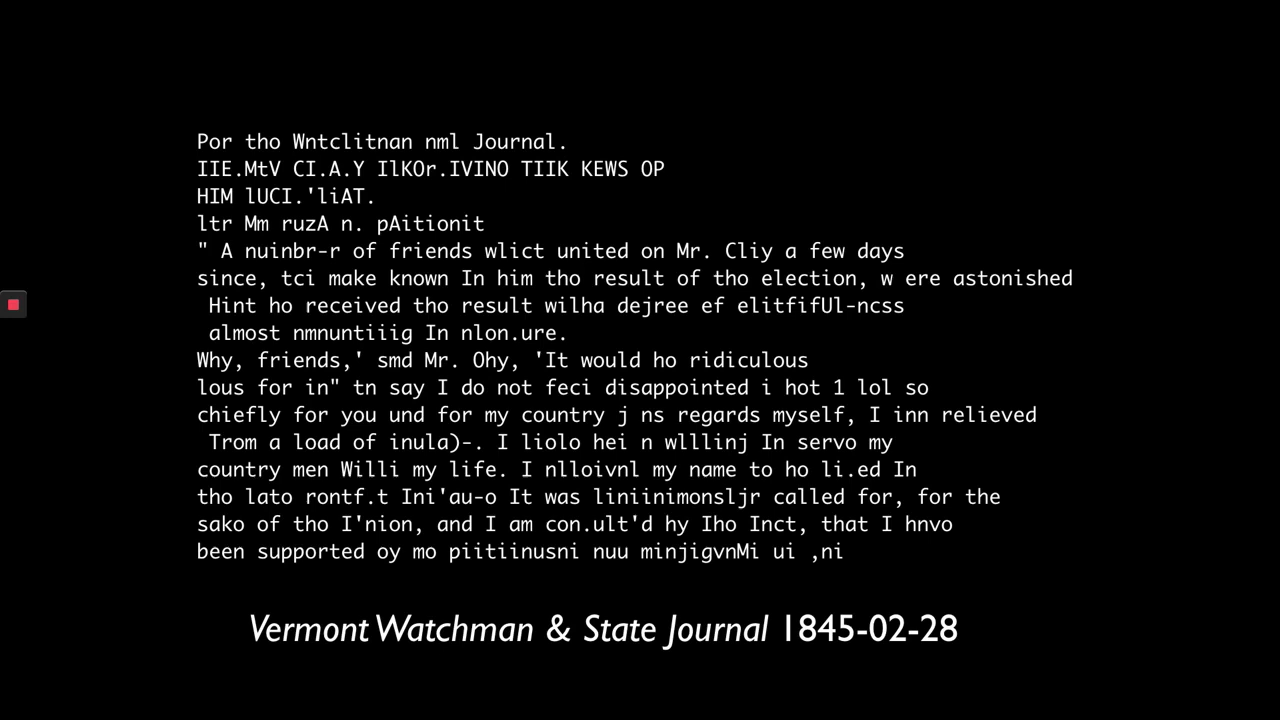 Por tho Wntclitnan nml Journal.
IIE.MtV CI.A.Y IlKOr.IVINO TIIK KEWS OP
HIM lUCI.'liAT.
ltr Mm ruzA n. pAitionit
" A nuinbr-r of friends wlict united on Mr. Cliy a few days
since, tci make known In him tho result of tho election, w ere astonished
Hint ho received tho result wilha dejree ef elitfifUl-ncss
almost nmnuntiiig In nlon.ure.
Why, friends,' smd Mr. Ohy, 'It would ho ridiculous
lous for in" tn say I do not feci disappointed i hot 1 lol so
chiefly for you und for my country j ns regards myself, I inn relieved
Trom a load of inula)-. I liolo hei n wlllinj In servo my
country men Willi my life. I nlloivnl my name to ho li.ed In
tho lato rontf.t Ini'au-o It was liniinimonsljr called for, for the
sako of tho I'nion, and I am con.ult'd hy Iho Inct, that I hnvo
been supported oy mo piitiinusni nuu minjigvnMi ui ,ni
Vermont Watchman & State Journal 1845-02-28